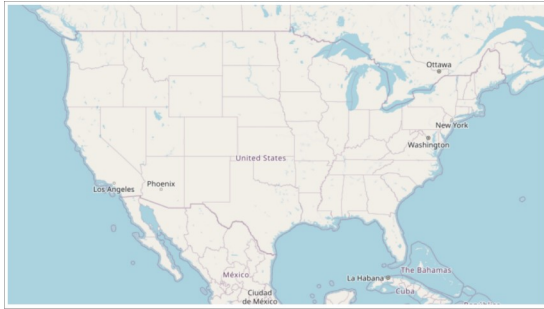 Ottawa
New York
Washington
United States
Phoenix
Los Angeles
The Bahamas
México
La Habana
Cuba
Ciudad
de México